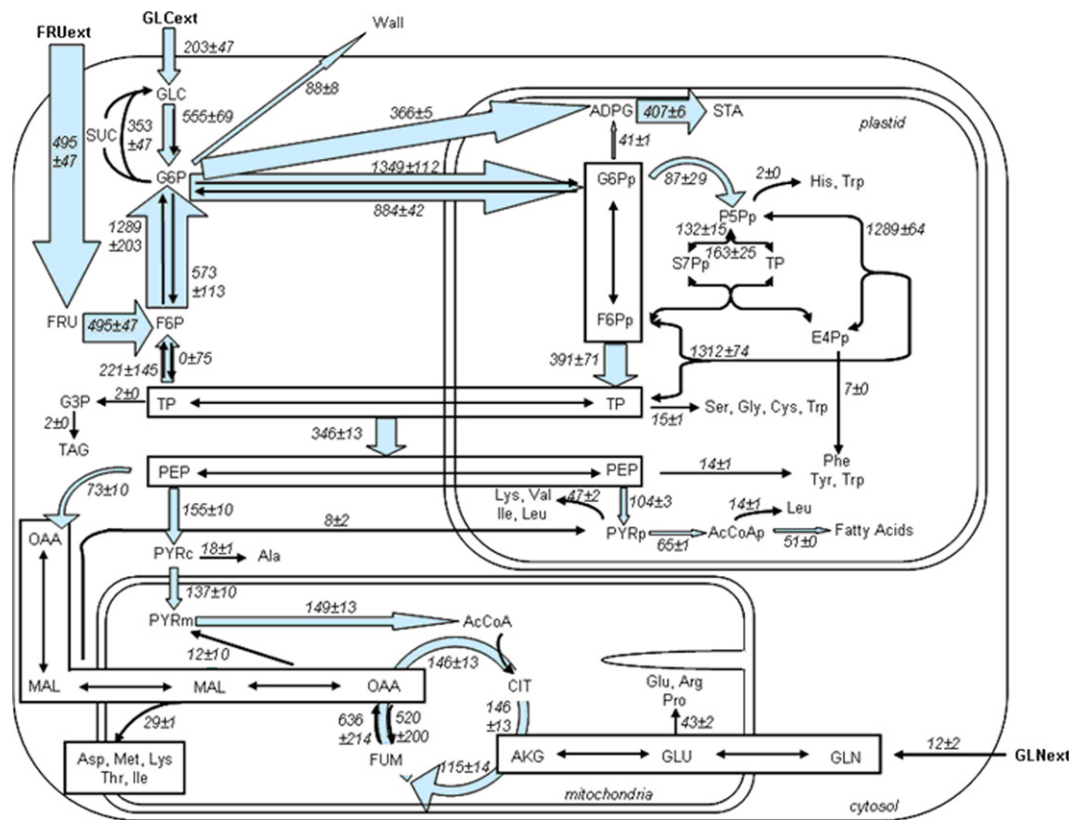 GLCext
FRUext
Wall
203±47
GLC
88±8
SUC
353
±47
555±69
495
±47
366±5
ADPG
407±6
STA
plastid
41±1
G6P
1349±112
884±42
G6Pp
87±29
2±0
His, Trp
P5Pp
132±15
163±25
1289±64
S7Pp
TP
1289
±203
573
±113
FRU
495±47
F6P
F6Pp
E4Pp
221±145
0±75
391±71
1312±74
7±0
G3P
2±0
TP
TP
15±1
Ser, Gly, Cys, Trp
2±0
TAG
346±13
73±10
PEP
PEP
14±1
Phe
Tyr, Trp
155±10
Lys, Val
Ile, Leu
47±2
104±3
14±1
Leu
OAA
8±2
PYRc
18±1
Ala
PYRp
65±1
AcCoAp
51±0
Fatty Acids
137±10
PYRm
149±13
AcCoA
12±10
146±13
MAL
MAL
OAA
CIT
146
±13
Glu, Arg
Pro
29±1
636
±214
520
±200
43±2
Asp, Met, Lys
Thr, Ile
FUM
115±14
AKG
GLU
GLN
12±2
GLNext
mitochondria
cytosol